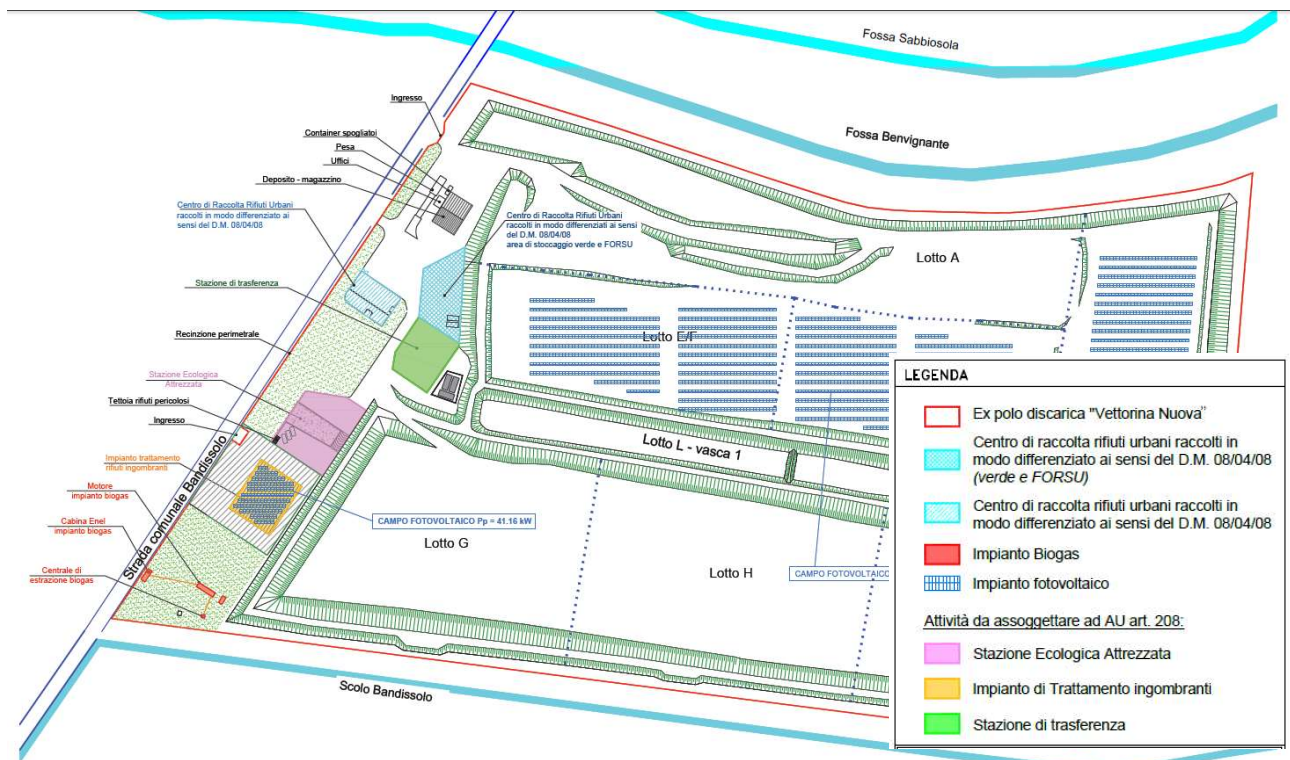 Fossa Sabbiosola
Fossa Benvignante
Ingresso
Container spogliatoi
Pesa
Uffici
Deposito - magazzino
Centro di Raccolta Rifiuti Urbani
raccolti in modo differenziato ai
sensi del D.M. 08/04/08
Centro di Raccolta Rifiuti Urbani
raccolti in modo differenziati ai sensi
del D.M. 08/04/08
area di stoccaggio verde e FORSU
Lotto A
Stazione di trasferenza
Recinzione perimetrale
Lotto E/F
Stazione Ecologica
Attrezzata
Tettoia rifiuti pericolosi
Ingresso
Impianto trattamento
rifiuti ingombranti
Motore
impianto biogas
Cabina Enel
impianto biogas
Centrale di
estrazione biogas
Strada comunale Bandissolo
Lotto L - vasca 1
CAMPO FOTOVOLTAICO Pp = 41.16 kW
Lotto G
Lotto H
CAMPO FOTOVOLTAICO
Scolo Bandissolo
LEGENDA
Ex polo discarica "Vettorina Nuova"
Centro di raccolta rifiuti urbani raccolti in
modo differenziato ai sensi del D.M. 08/04/08
(verde e FORSU)
Centro di raccolta rifiuti urbani raccolti in
modo differenziato ai sensi del D.M. 08/04/08
Impianto Biogas
Impianto fotovoltaico
Attività da assoggettare ad AU art. 208:
Stazione Ecologica Attrezzata
Impianto di Trattamento ingombranti
Stazione di trasferenza